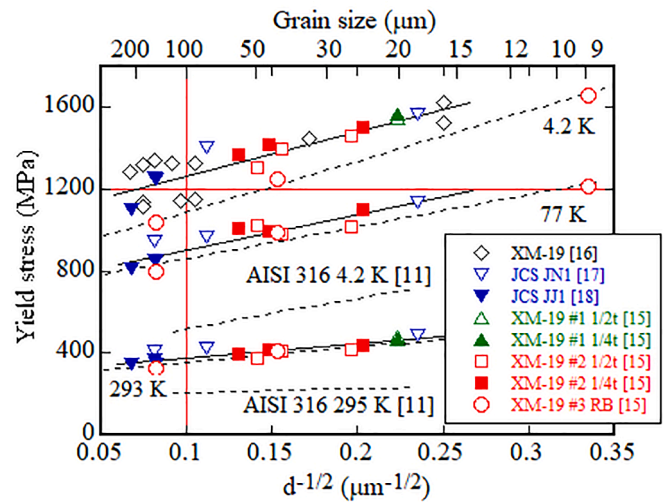 Grain size (μm)
200 100 50 30 20 15 12 10 9
Yield stress (MPa)
1600
1200
800
400
0
4.2 K
77 K
293 K
AISI 316 4.2 K [11]
AISI 316 295 K [11]
XM-19 [16]
JCS JN1 [17]
JCS JJ1 [18]
XM-19 #1 1/2t [15]
XM-19 #1 1/4t [15]
XM-19 #2 1/2t [15]
XM-19 #2 1/4t [15]
XM-19 #3 RB [15]
0.05 0.1 0.15 0.2 0.25 0.3 0.35
d-1/2 (μm-1/2)